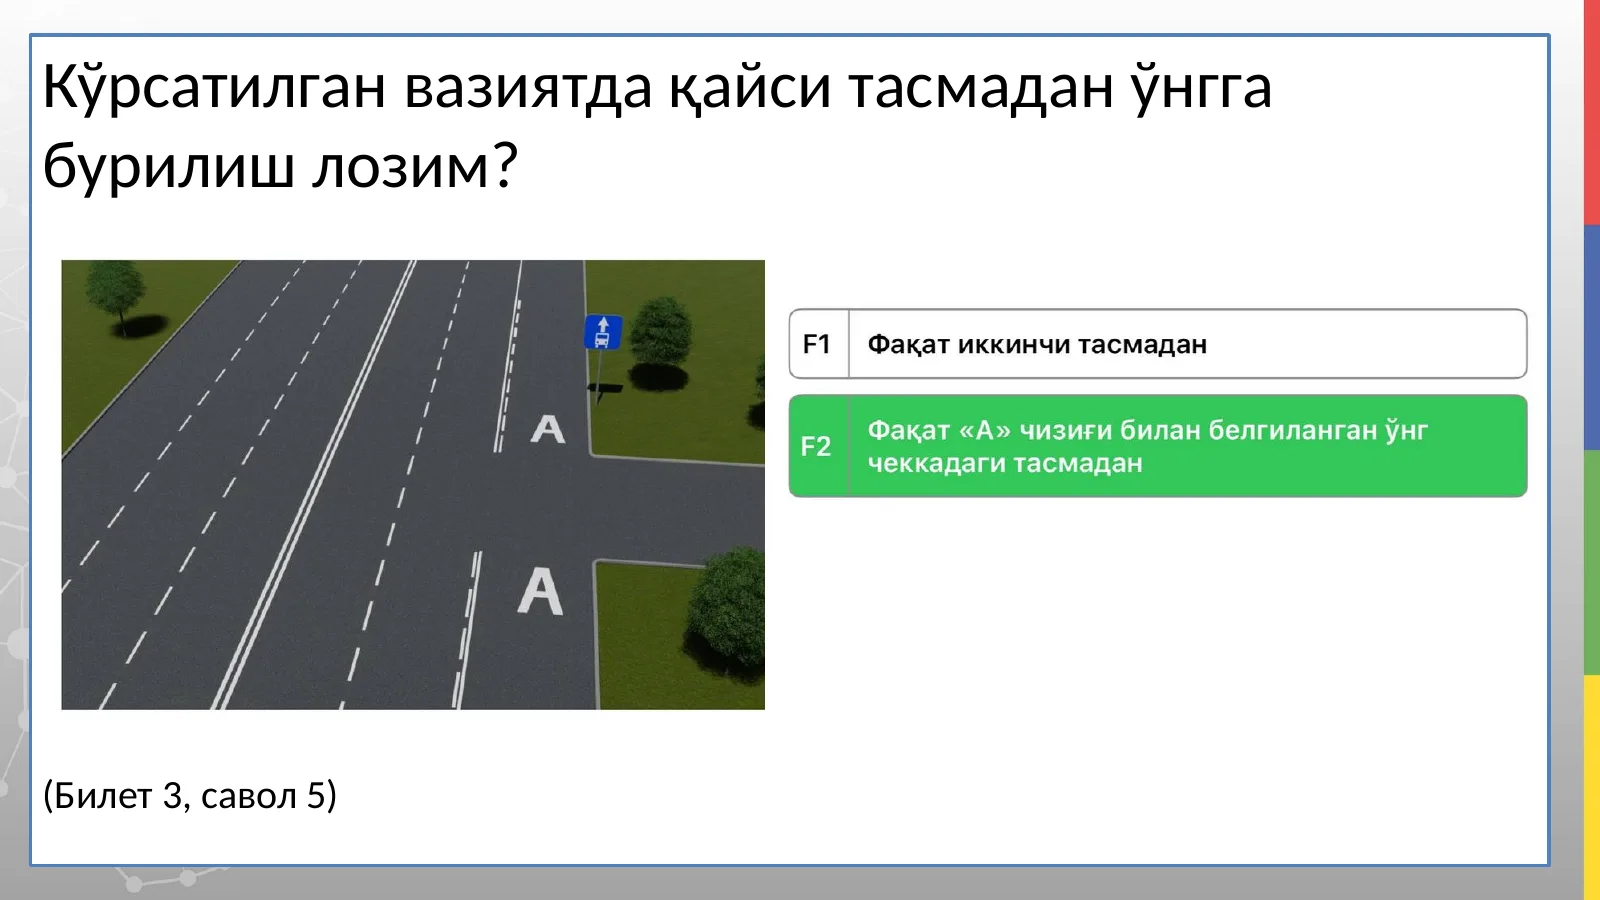 Кўрсатилган вазиятда қайси тасмадан ўнгга
бурилиш лозим?
A
A
F1 Фақат иккинчи тасмадан
F2 Фақат «А» чизиғи билан белгиланган ўнг
чеккадаги тасмадан
(Билет 3, савол 5)